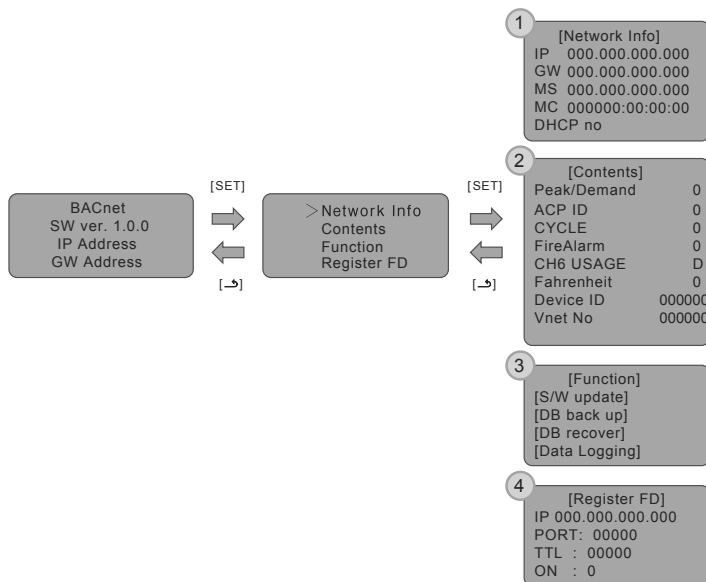 BACnet
SW ver. 1.0.0
IP Address
GW Address
[SET]
[⮐]
>Network Info
Contents
Function
Register FD
[SET]
[⮐]
1
[Network Info]
IP 000.000.000.000
GW 000.000.000.000
MS 000.000.000.000
MC 000000:00:00:00
DHCP no
2
[Contents]
Peak/Demand 0
ACP ID 0
CYCLE 0
FireAlarm 0
CH6 USAGE D
Fahrenheit 0
Device ID 000000
Vnet No 000000
3
[Function]
[S/W update]
[DB back up]
[DB recover]
[Data Logging]
4
[Register FD]
IP 000.000.000.000
PORT: 00000
TTL : 00000
ON : 0